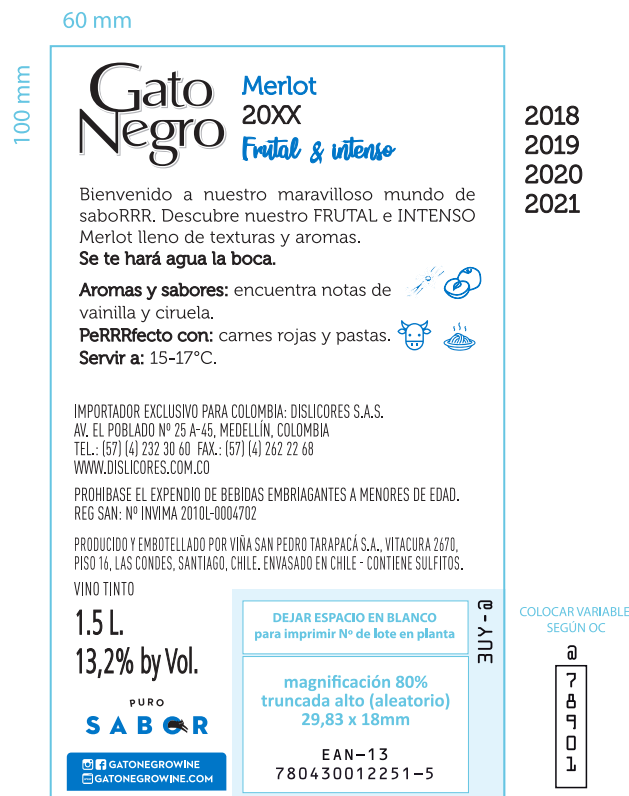 60 mm
100 mm
Gato
Negro
Merlot
20XX
Frutal & intenso
2018
2019
2020
2021
Bienvenido a nuestro maravilloso mundo de
saboRRR. Descubre nuestro FRUTAL e INTENSO
Merlot lleno de texturas y aromas.
Se te hará agua la boca.
Aromas y sabores: encuentra notas de
vainilla y ciruela.
PeRRRfecto con: carnes rojas y pastas.
Servir a: 15-17°C.
IMPORTADOR EXCLUSIVO PARA COLOMBIA: DISLICORES S.A.S.
AV. EL POBLADO Nº 25 A-45, MEDELLÍN, COLOMBIA
TEL.: (57) (4) 232 30 60 FAX.: (57) (4) 262 22 68
WWW.DISLICORES.COM.CO
PROHIBASE EL EXPENDIO DE BEBIDAS EMBRIAGANTES A MENORES DE EDAD.
REG SAN: Nº INVIMA 2010L-0004702
PRODUCIDO Y EMBOTELLADO POR VIÑA SAN PEDRO TARAPACÁ S.A., VITACURA 2670,
PISO 16, LAS CONDES, SANTIAGO, CHILE. ENVASADO EN CHILE - CONTIENE SULFITOS.
VINO TINTO
1.5 L.
13,2% by Vol.
PURO
SABOR
GATONEGROWINE
GATONEGROWINE.COM
DEJAR ESPACIO EN BLANCO
para imprimir Nº de lote en planta
magnificación 80%
truncada alto (aleatorio)
29,83 x 18mm
EAN-13
780430012251-5
3UY-@
COLOCAR VARIABLE
SEGÚN OC
@
7
8
9
0
1